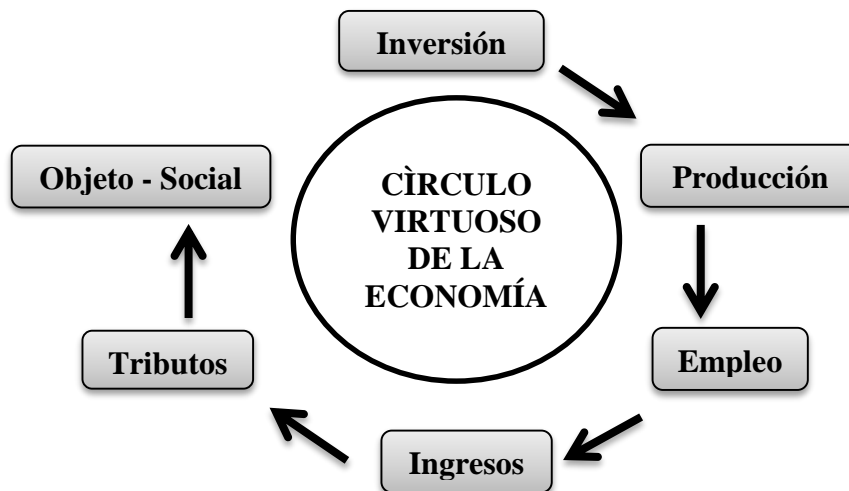 Inversión
Objeto - Social
Producción
CÌRCULO
VIRTUOSO
DE LA
ECONOMÍA
Tributos
Empleo
Ingresos